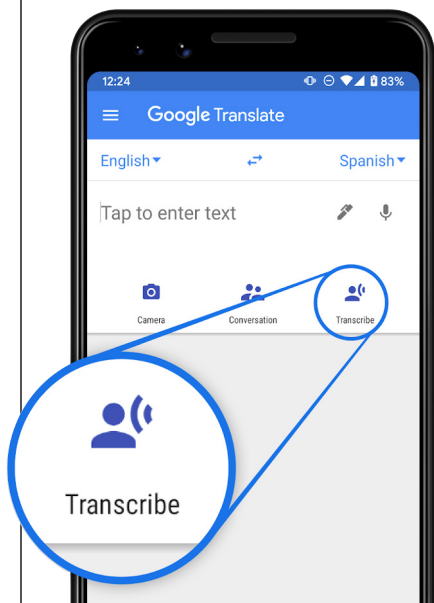 12:24 83%
Google Translate
English Spanish
Tap to enter text
Camera Conversation Transcribe
Transcribe